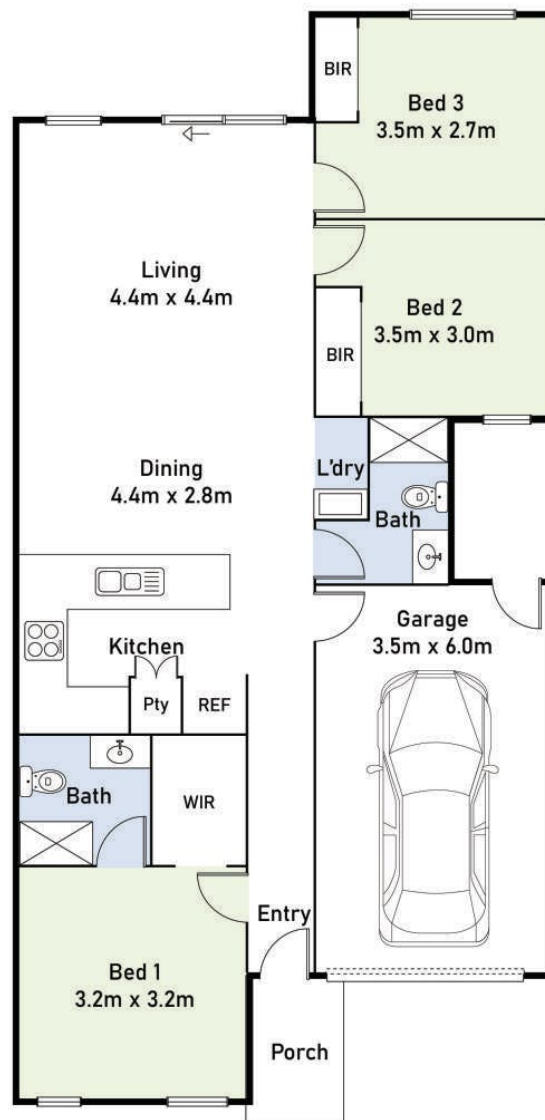 BIR
Bed 3
3.5m x 2.7m
Living
4.4m x 4.4m
Bed 2
3.5m x 3.0m
BIR
Dining
4.4m x 2.8m
L'dry
Bath
Kitchen
Garage
3.5m x 6.0m
Pty
REF
Bath
WIR
Entry
Bed 1
3.2m x 3.2m
Porch